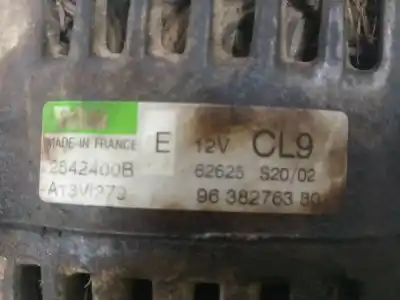 MADE IN FRANCE E 12V CL9
2542400B 62625 S20/02
A13VI279 96 382763 80